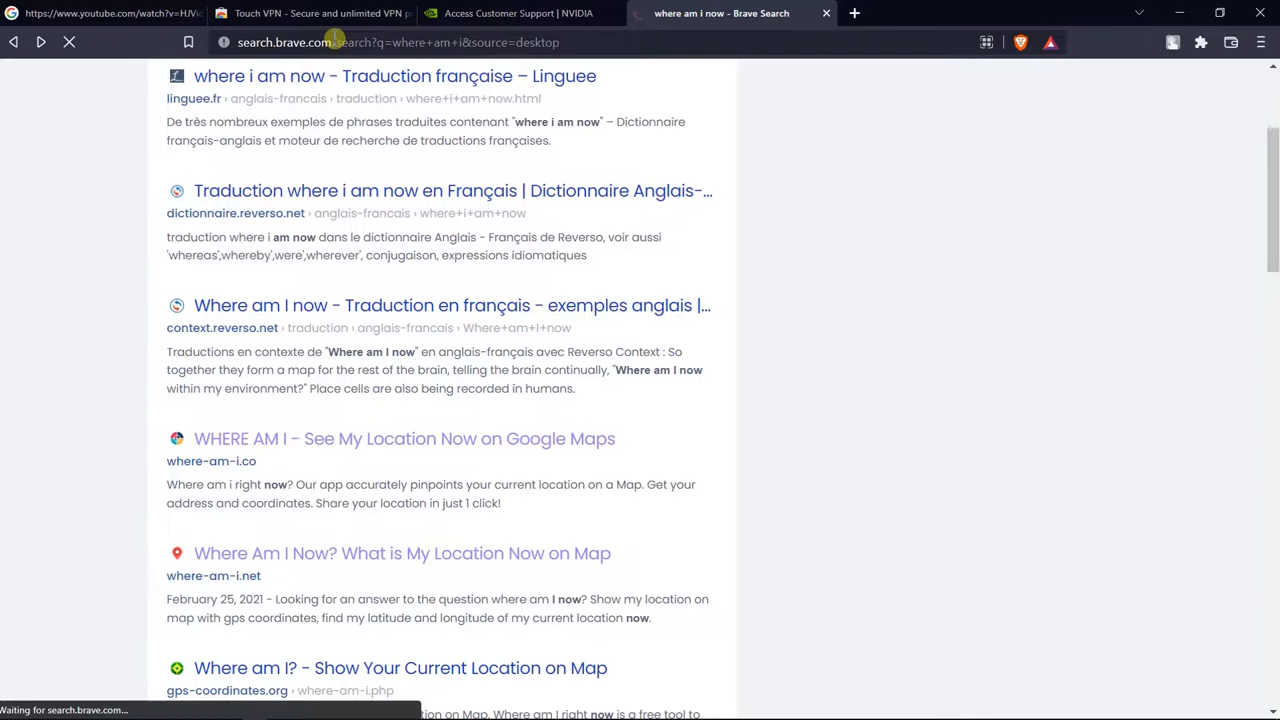 https://www.youtube.com/watch?v=HJVi
Touch VPN - Secure and unlimited VPN p
Access Customer Support | NVIDIA
where am i now - Brave Search
search.brave.com/search?q=where+am+i&source=desktop
where i am now - Traduction française – Linguee
linguee.fr › anglais-francais › traduction › where+i+am+now.html
De très nombreux exemples de phrases traduites contenant "where i am now" – Dictionnaire
français-anglais et moteur de recherche de traductions françaises.
Traduction where i am now en Français | Dictionnaire Anglais-...
dictionnaire.reverso.net › anglais-francais › where+i+am+now
traduction where i am now dans le dictionnaire Anglais - Français de Reverso, voir aussi
'whereas',whereby','were','wherever', conjugaison, expressions idiomatiques
Where am I now - Traduction en français - exemples anglais |...
context.reverso.net › traduction › anglais-francais › Where+am+I+now
Traductions en contexte de "Where am I now" en anglais-français avec Reverso Context : So
together they form a map for the rest of the brain, telling the brain continually, "Where am I now
within my environment?" Place cells are also being recorded in humans.
WHERE AM I - See My Location Now on Google Maps
where-am-i.co
Where am i right now? Our app accurately pinpoints your current location on a Map. Get your
address and coordinates. Share your location in just 1 click!
Where Am I Now? What is My Location Now on Map
where-am-i.net
February 25, 2021 - Looking for an answer to the question where am I now? Show my location on
map with gps coordinates, find my latitude and longitude of my current location now.
Where am I? - Show Your Current Location on Map
gps-coordinates.org › where-am-i.php
Waiting for search.brave.com...
tion on Map. Where am I right now is a free tool to